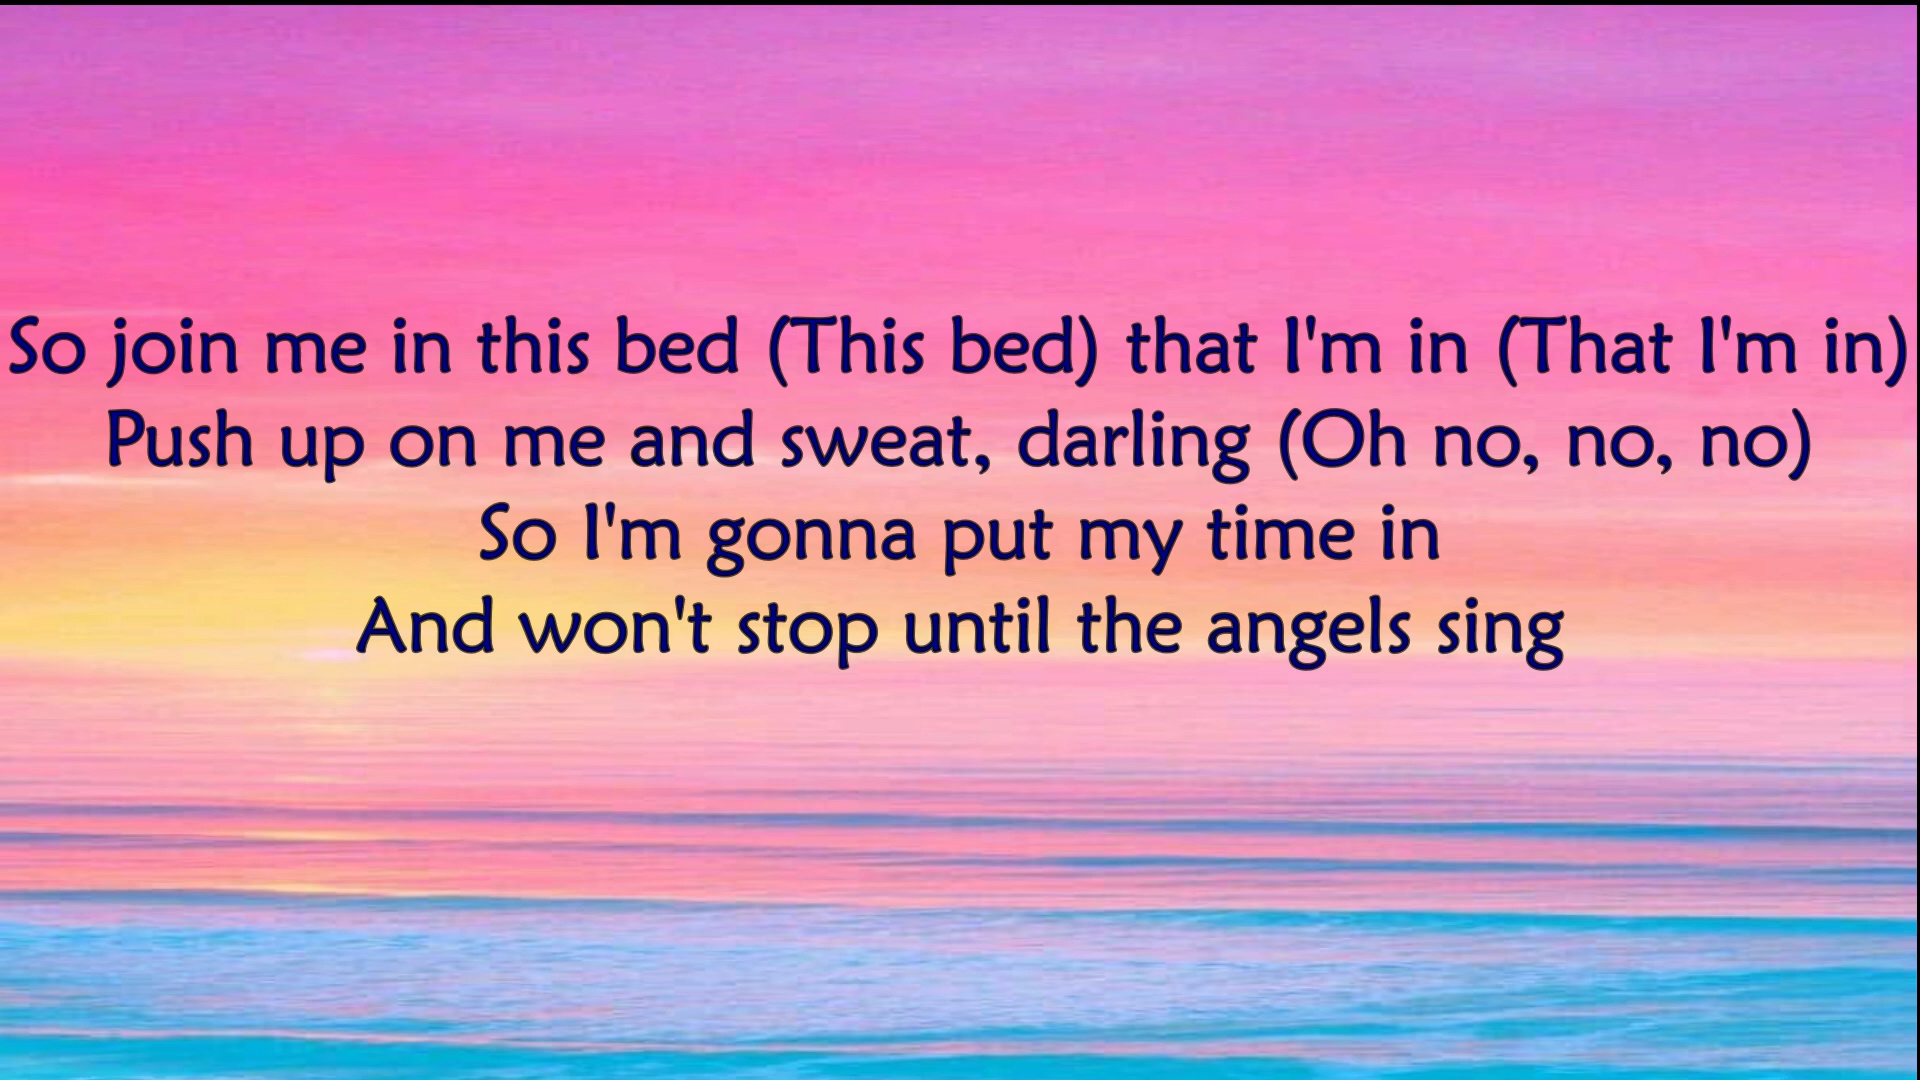 So join me in this bed (This bed) that I'm in (That I'm in)
Push up on me and sweat, darling (Oh no, no, no)
So I'm gonna put my time in
And won't stop until the angels sing